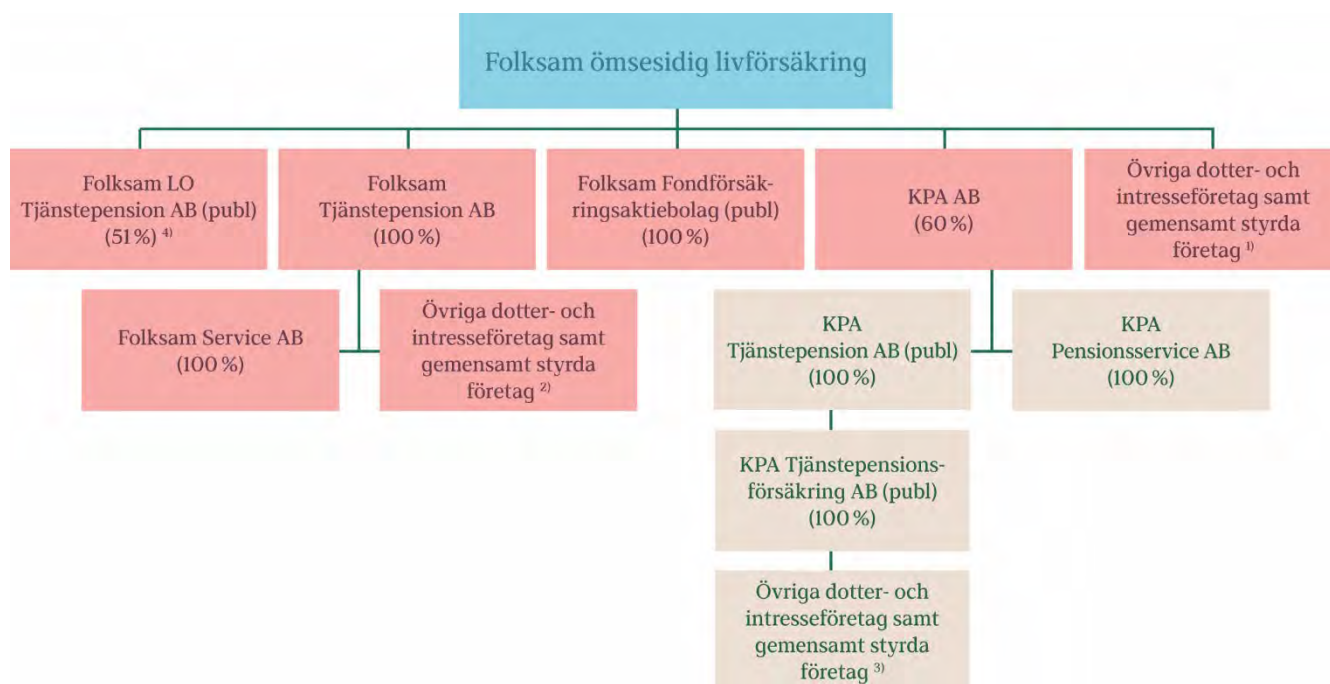 Folksam ömsesidig livförsäkring
Folksam LO
Tjänstepension AB (publ)
(51 %) 4)
Folksam
Tjänstepension AB
(100 %)
Folksam Fondförsäk-
ringsaktiebolag (publ)
(100 %)
KPA AB
(60 %)
Övriga dotter- och
intresseföretag samt
gemensamt styrda
företag 1)
Folksam Service AB
(100 %)
Övriga dotter- och
intresseföretag samt
gemensamt styrda
företag 2)
KPA
Tjänstepension AB (publ)
(100 %)
KPA
Pensionsservice AB
(100 %)
KPA Tjänstepensions-
försäkring AB (publ)
(100 %)
Övriga dotter- och
intresseföretag samt
gemensamt styrda
företag 3)